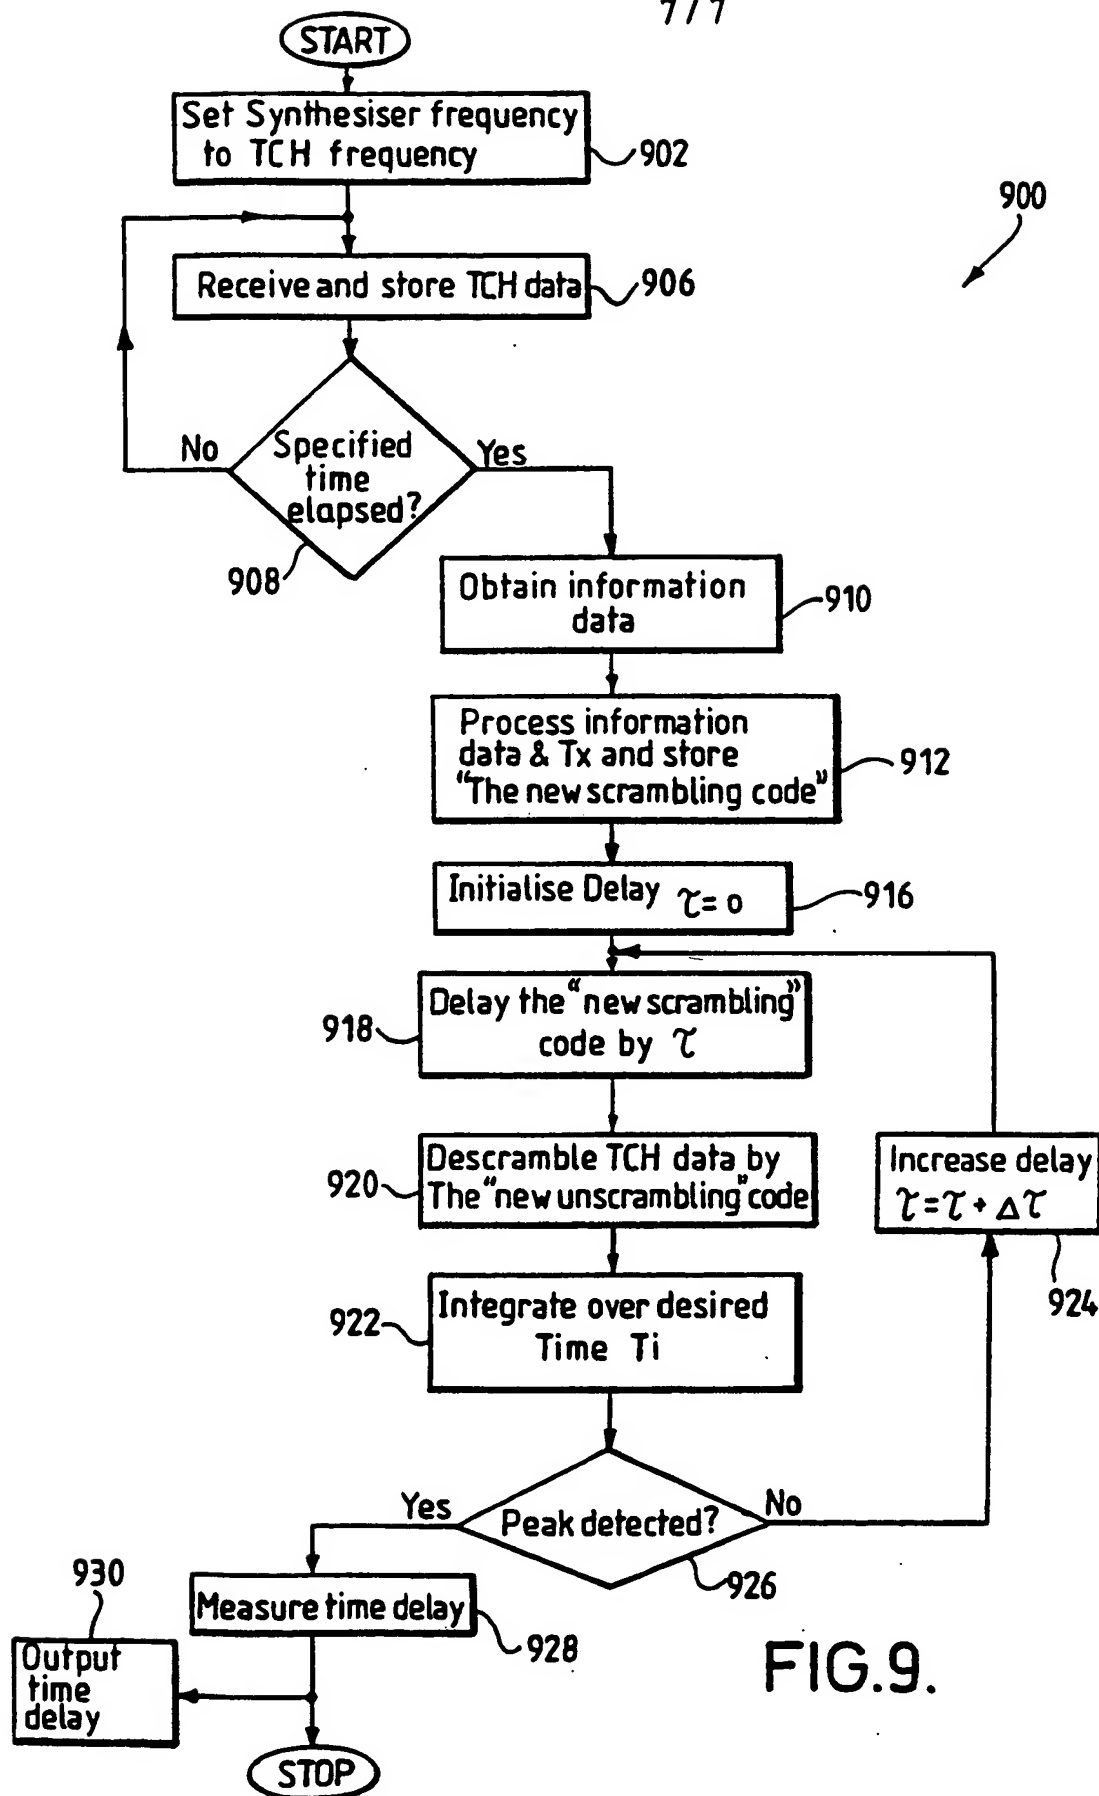 7/7
START
Set Synthesiser frequency
to TCH frequency
902
900
Receive and store TCH data
906
No
Specified
time
elapsed?
Yes
908
Obtain information
data
910
Process information
data & Tx and store
"The new scrambling code"
912
Initialise Delay τ = 0
916
Delay the "new scrambling"
code by τ
918
Descramble TCH data by
The "new unscrambling" code
920
Increase delay
τ = τ + Δτ
924
Integrate over desired
Time Ti
922
Yes
Peak detected?
No
926
930
Measure time delay
928
Output
time
delay
STOP
FIG.9.